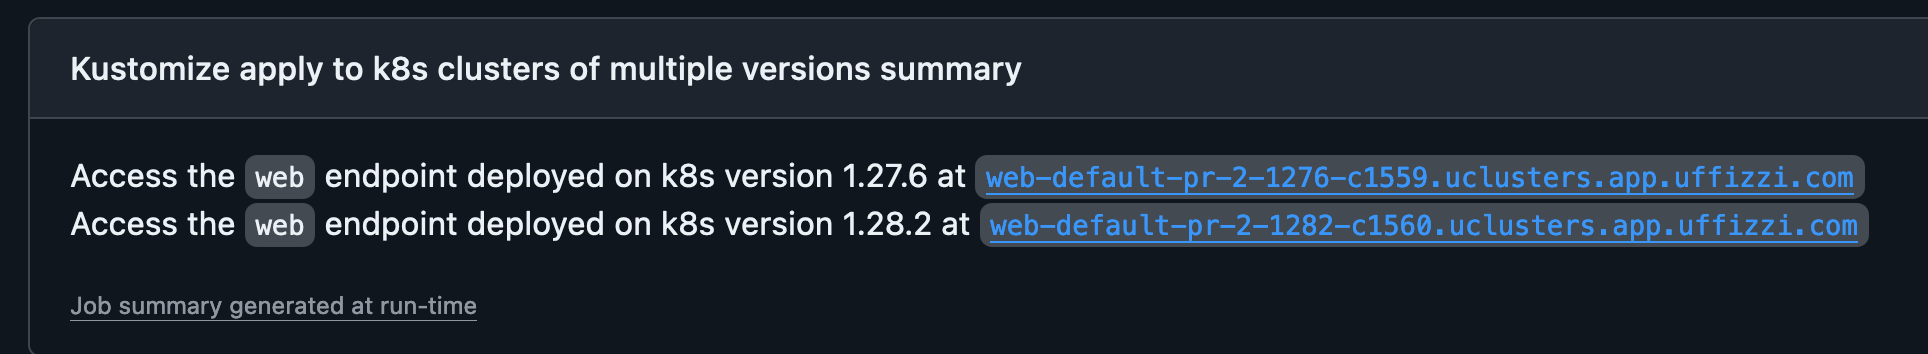 Kustomize apply to k8s clusters of multiple versions summary
Access the web endpoint deployed on k8s version 1.27.6 at web-default-pr-2-1276-c1559.uclusters.app.uffizzi.com
Access the web endpoint deployed on k8s version 1.28.2 at web-default-pr-2-1282-c1560.uclusters.app.uffizzi.com
Job summary generated at run-time